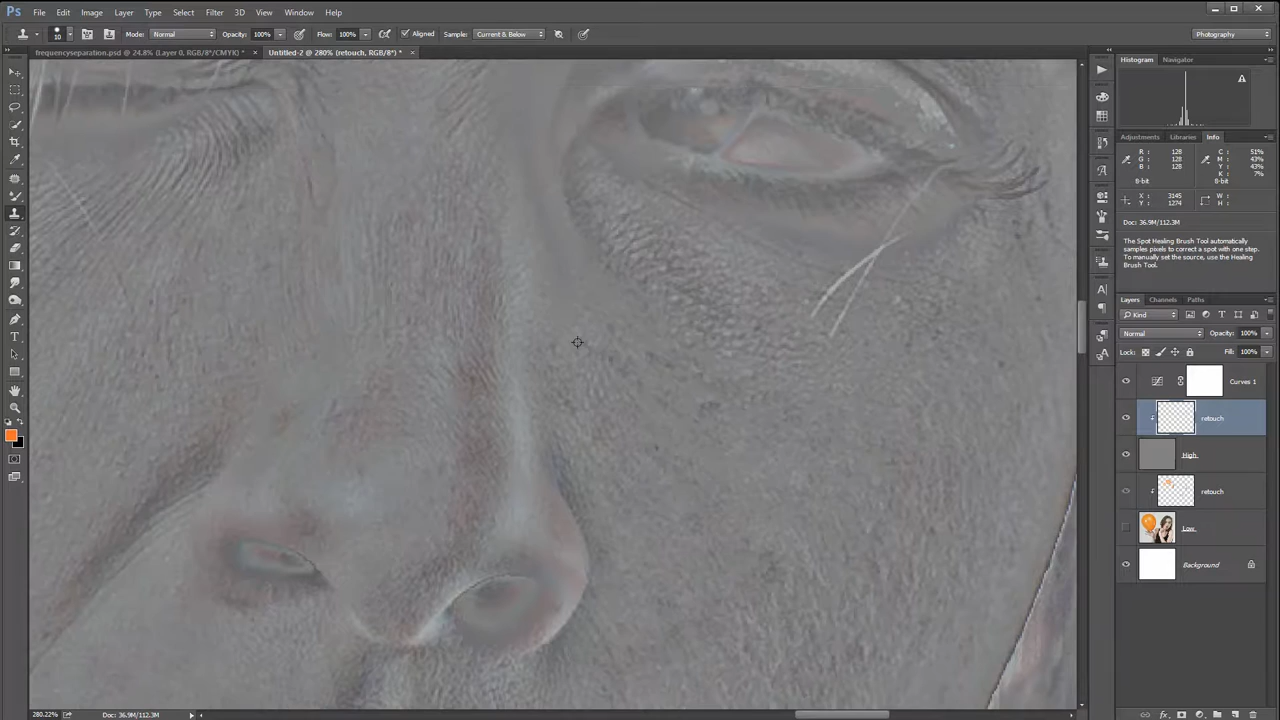 Ps File Edit Image Layer Type Select Filter 3D View Window Help
10 Mode: Normal Opacity: 100% Flow: 100% Aligned Sample: Current & Below Photography
frequencyseparation.psd @ 24.8% (Layer 0, RGB/8*/CMYK) * × Untitled-2 @ 280% (retouch, RGB/8*) * ×
Histogram Navigator
Adjustments Libraries Info
R : 128 C : 51%
G : 128 M : 43%
B : 128 Y : 43%
K : 7%
8-bit 8-bit
X : 3145 W :
Y : 1274 H :
Doc: 36.9M/112.3M
The Spot Healing Brush Tool automatically
samples pixels to correct a spot with one step.
To manually set the source, use the Healing
Brush Tool.
Layers Channels Paths
Kind
Normal Opacity: 100%
Lock: Fill: 100%
Curves 1
retouch
High
retouch
Low
Background
280.22% Doc: 36.9M/112.3M